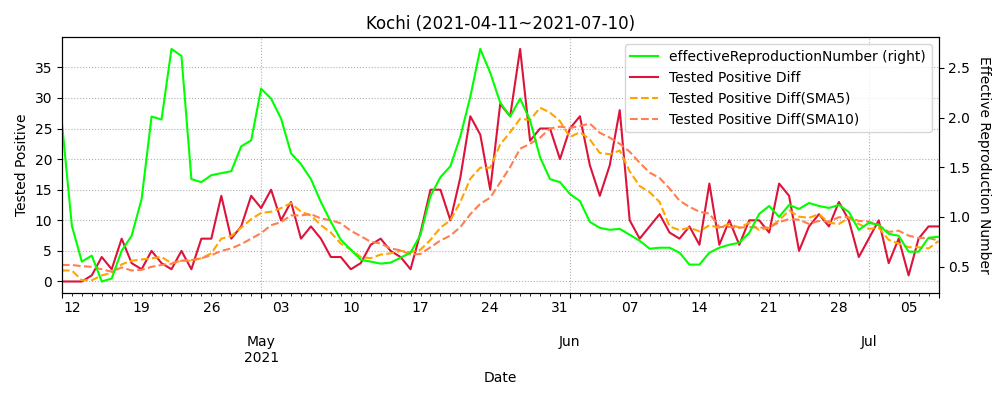 Kochi (2021-04-11~2021-07-10)
effectiveReproductionNumber (right)
Tested Positive Diff
Tested Positive Diff(SMA5)
Tested Positive Diff(SMA10)
Tested Positive
35
30
25
20
15
10
5
0
Effective Reproduction Number
2.5
2.0
1.5
1.0
0.5
12 19 26 03 10 17 24 31 07 14 21 28 05
May Jun Jul
2021
Date